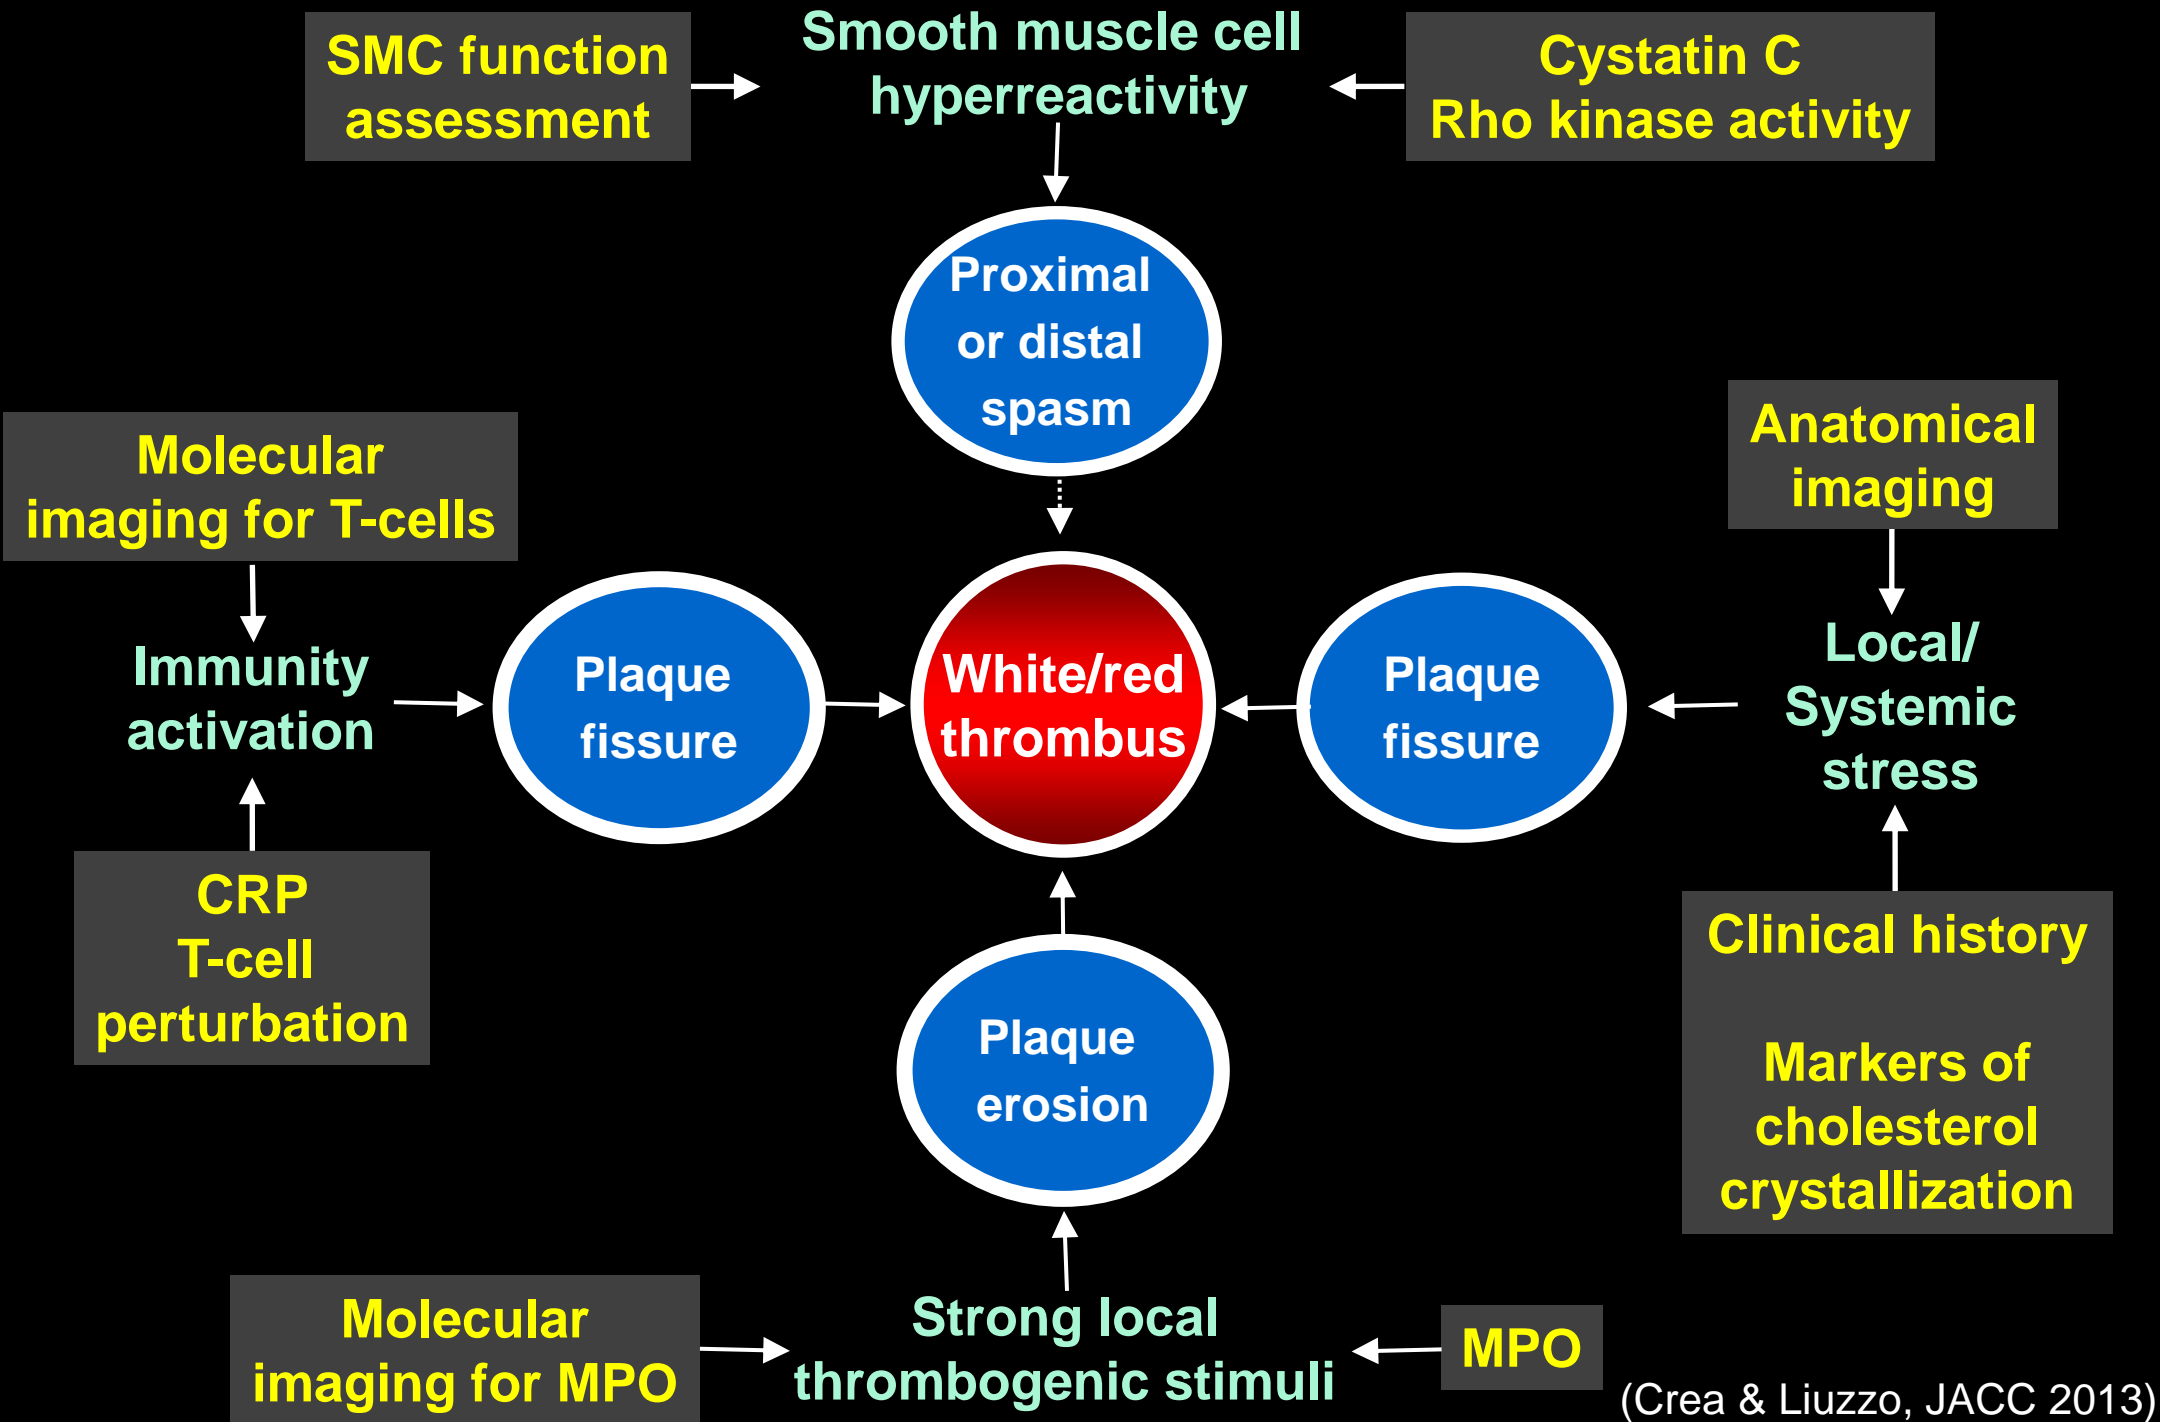 SMC function
assessment
Smooth muscle cell
hyperreactivity
Cystatin C
Rho kinase activity
Proximal
or distal
spasm
Molecular
imaging for T-cells
Anatomical
imaging
Immunity
activation
Plaque
fissure
White/red
thrombus
Plaque
fissure
Local/
Systemic
stress
CRP
T-cell
perturbation
Clinical history
Markers of
cholesterol
crystallization
Plaque
erosion
Molecular
imaging for MPO
Strong local
thrombogenic stimuli
MPO
(Crea & Liuzzo, JACC 2013)